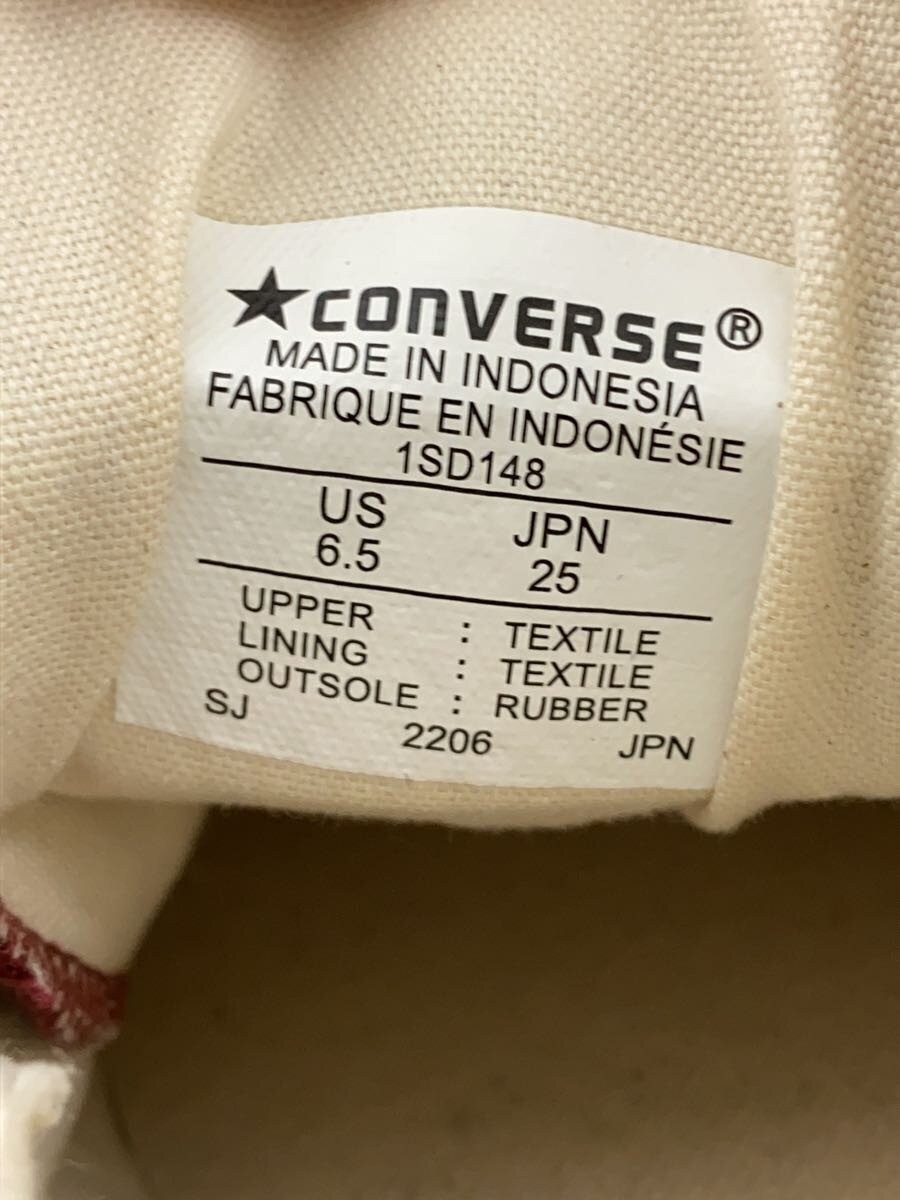 ★CONVERSE®
MADE IN INDONESIA
FABRIQUE EN INDONÉSIE
1SD148
US JPN
6.5 25
UPPER : TEXTILE
LINING : TEXTILE
OUTSOLE : RUBBER
SJ 2206 JPN